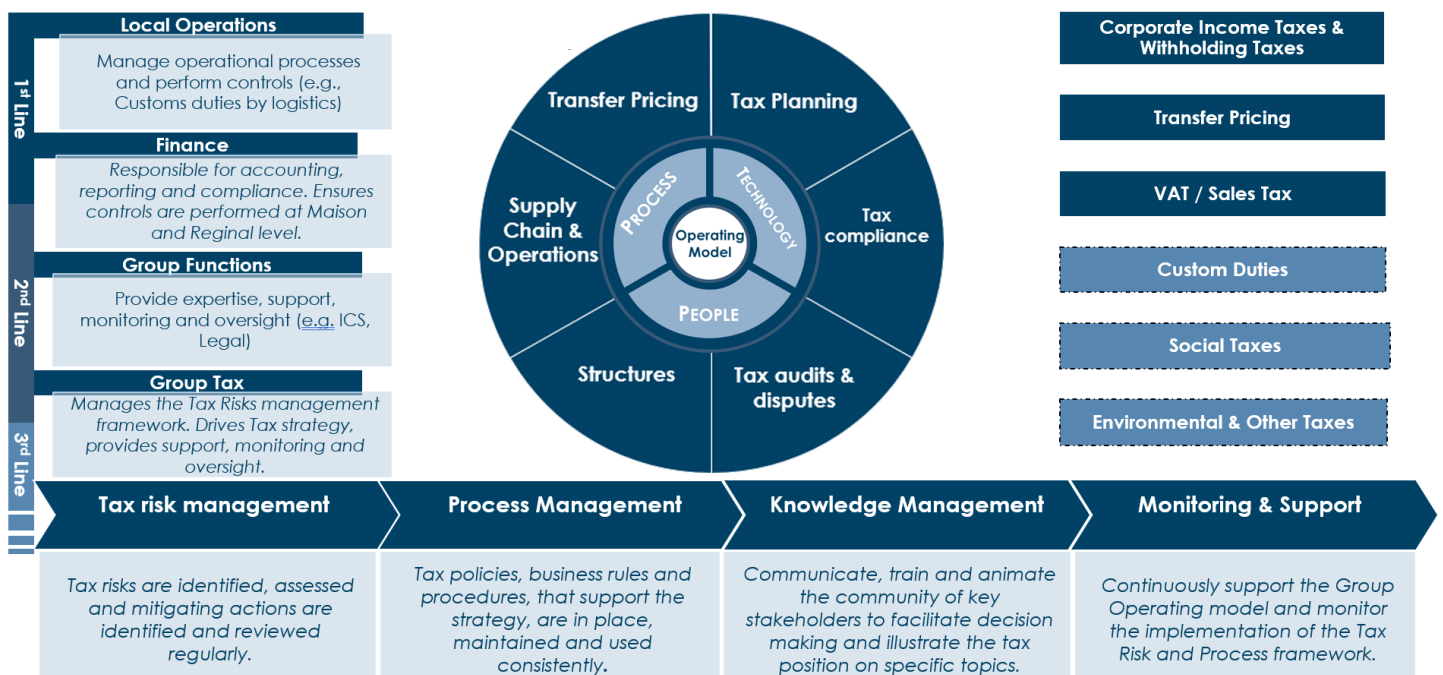 1st Line
2nd Line
3rd Line
Local Operations
Manage operational processes
and perform controls (e.g.,
Customs duties by logistics)
Finance
Responsible for accounting,
reporting and compliance. Ensures
controls are performed at Maison
and Reginal level.
Group Functions
Provide expertise, support,
monitoring and oversight (e.g. ICS,
Legal)
Group Tax
Manages the Tax Risks management
framework. Drives Tax strategy,
provides support, monitoring and
oversight.
Transfer Pricing
Tax Planning
Supply
Chain &
Operations
Tax
compliance
Structures
Tax audits &
disputes
PROCESS
TECHNOLOGY
PEOPLE
Operating
Model
Corporate Income Taxes &
Withholding Taxes
Transfer Pricing
VAT / Sales Tax
Custom Duties
Social Taxes
Environmental & Other Taxes
Tax risk management
Tax risks are identified, assessed
and mitigating actions are
identified and reviewed
regularly.
Process Management
Tax policies, business rules and
procedures, that support the
strategy, are in place,
maintained and used
consistently.
Knowledge Management
Communicate, train and animate
the community of key
stakeholders to facilitate decision
making and illustrate the tax
position on specific topics.
Monitoring & Support
Continuously support the Group
Operating model and monitor
the implementation of the Tax
Risk and Process framework.